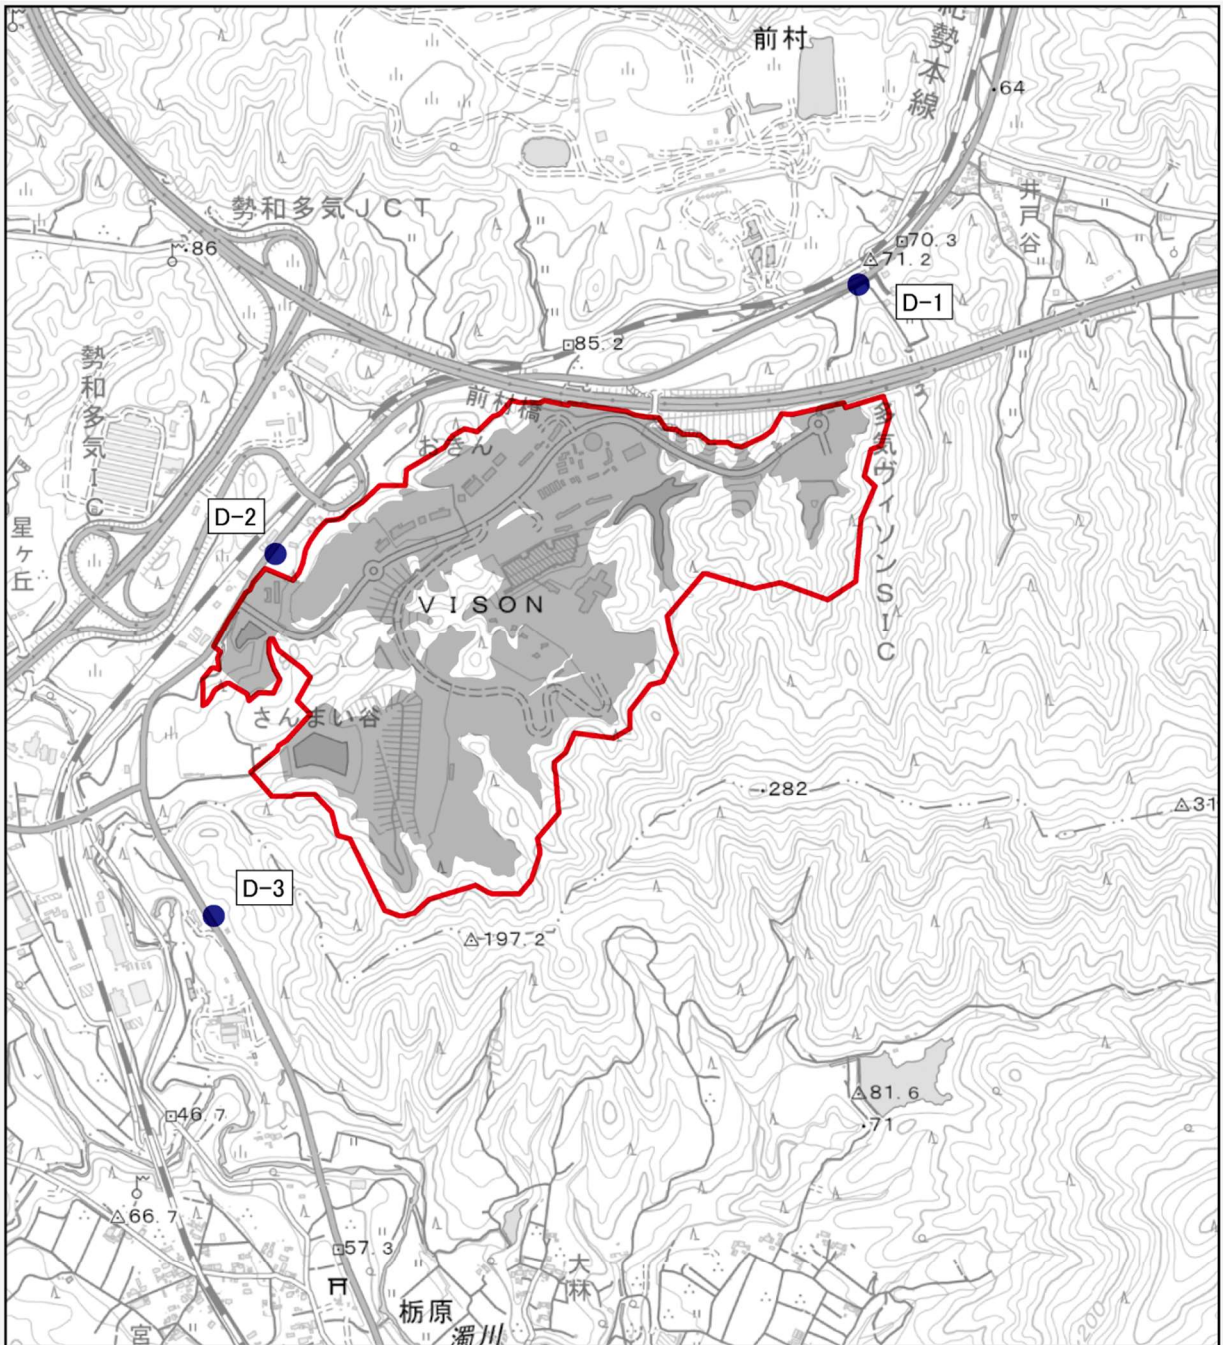 前村
紀勢本線
64
100
井戸谷
勢和多気JCT
86
70.3
71.2
D-1
85.2
勢和多気IC
前村橋
おきん
多気ヴィソンSIC
D-2
星ヶ丘
VISON
さんまい谷
282
31
D-3
197.2
81.6
71
46.7
66.7
57.3
大林
栃原
濁川
宮
200